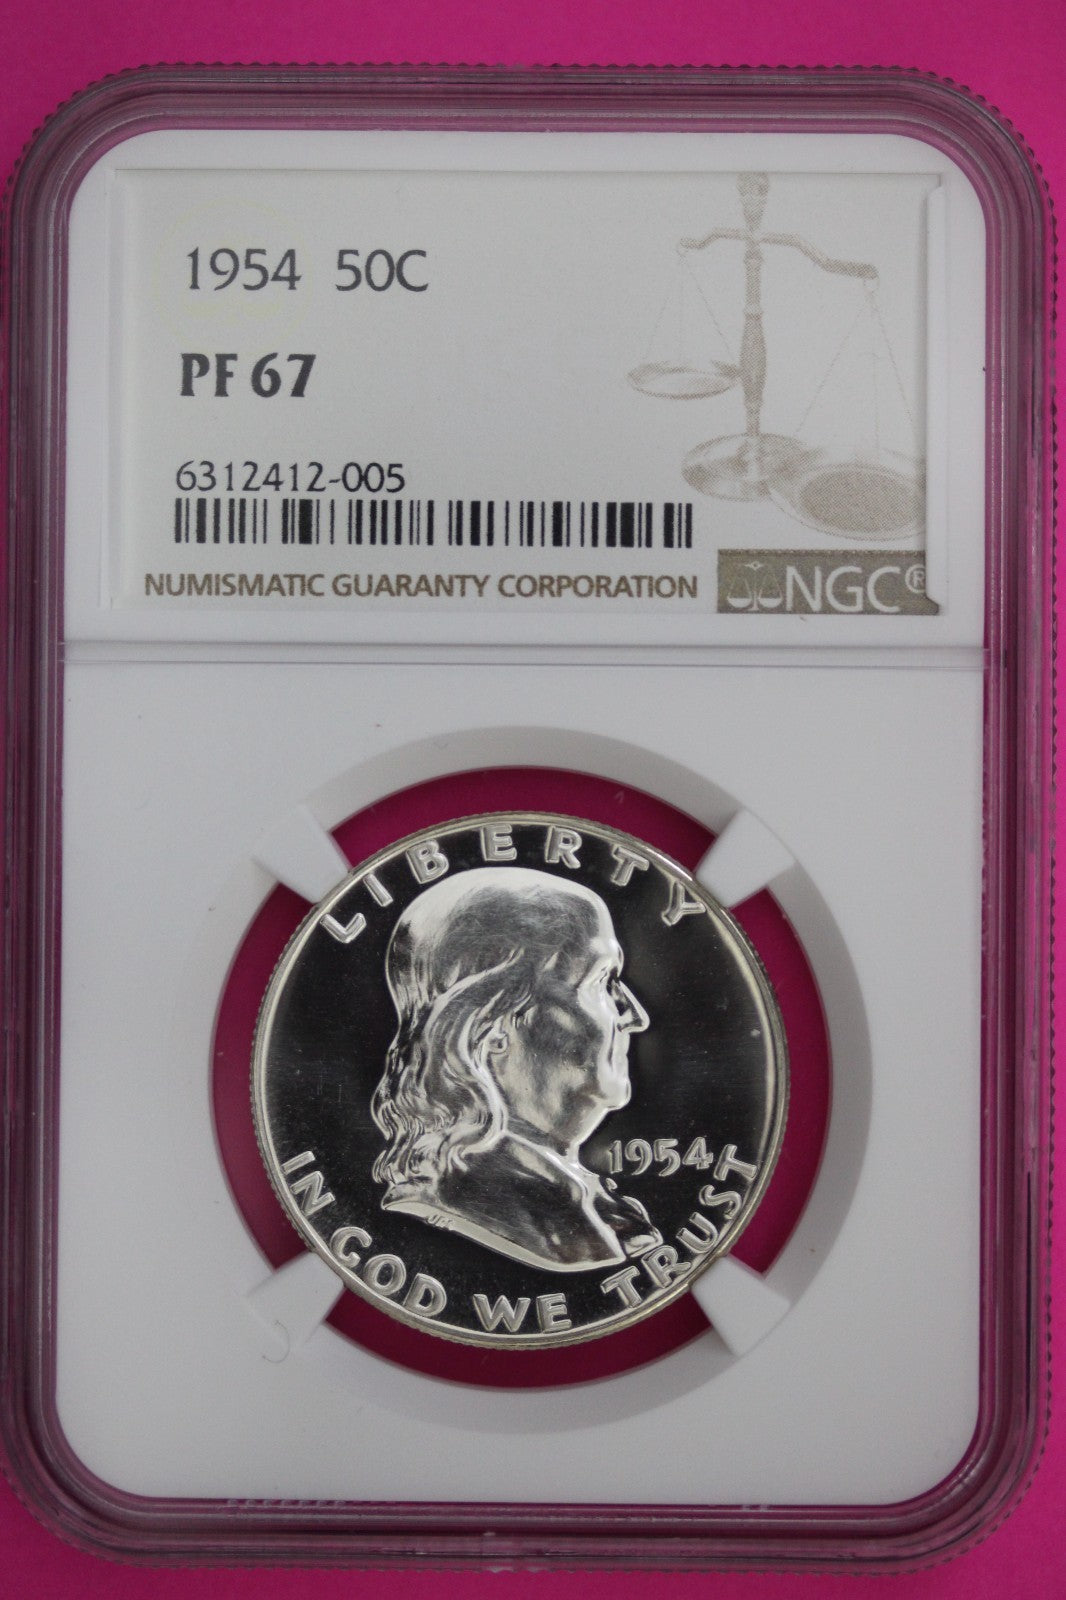 1954 50C
PF 67
6312412-005
NUMISMATIC GUARANTY CORPORATION
NGC®
LIBERTY
1954
IN GOD WE TRUST